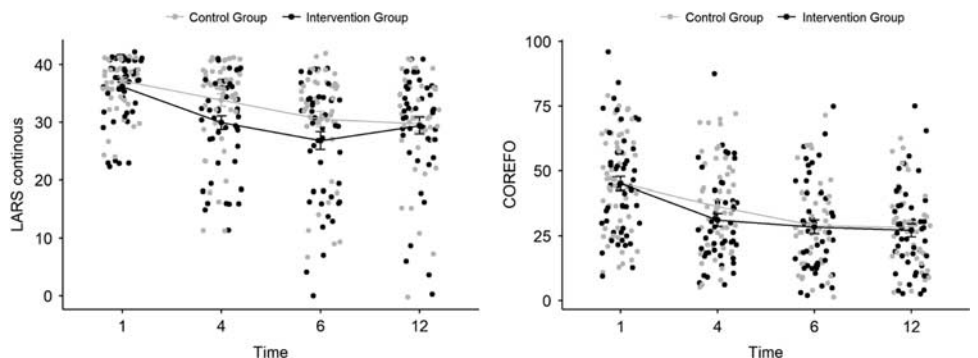 Control Group Intervention Group
LARS continous
40
30
20
10
0
1 4 6 12
Time
Control Group Intervention Group
COREFO
100
75
50
25
0
1 4 6 12
Time